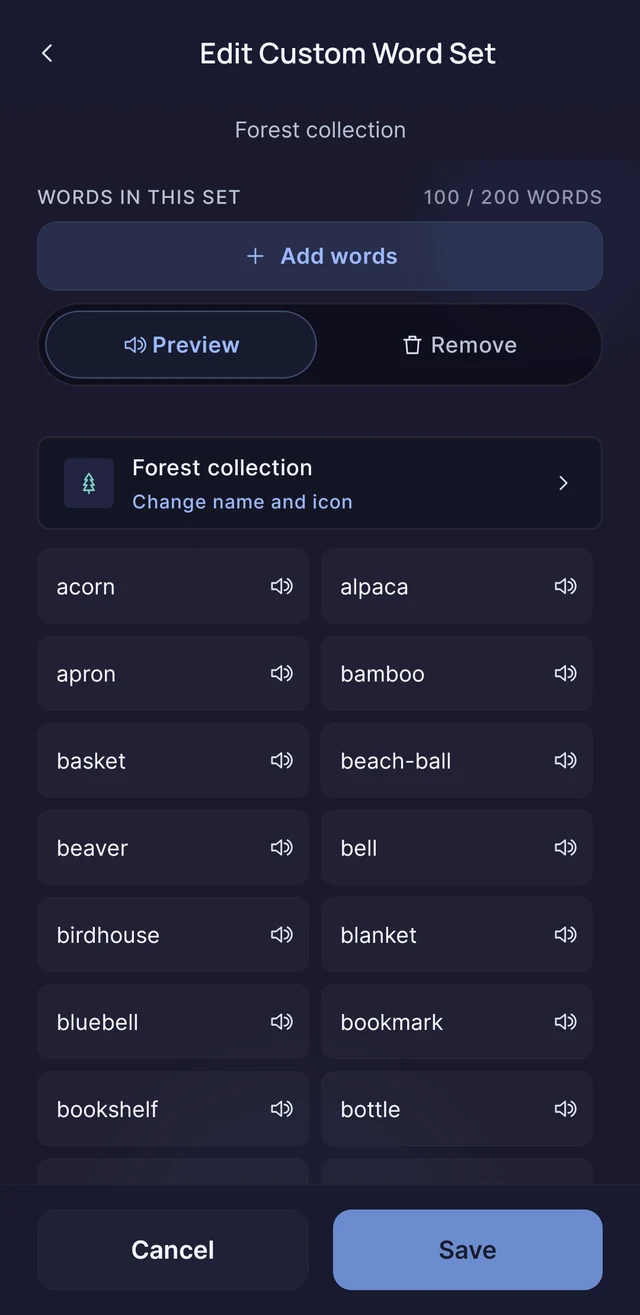 Edit Custom Word Set
Forest collection
WORDS IN THIS SET
100 / 200 WORDS
+ Add words
Preview
Remove
Forest collection
Change name and icon
acorn
alpaca
apron
bamboo
basket
beach-ball
beaver
bell
birdhouse
blanket
bluebell
bookmark
bookshelf
bottle
Cancel
Save